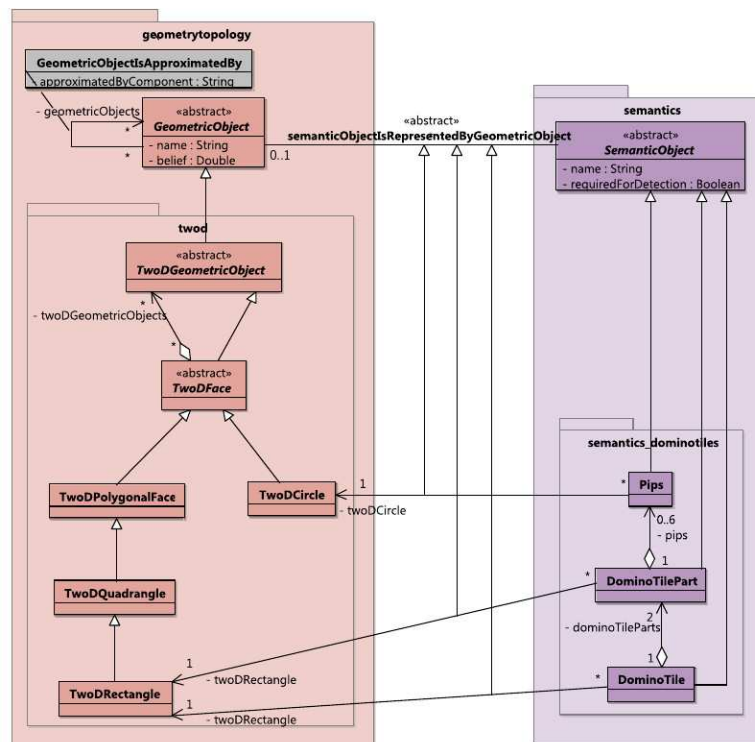 geometrytopology
GeometricObjectIsApproximatedBy
- approximatedByComponent : String
- geometricObjects
*
*
«abstract»
GeometricObject
- name : String
- belief : Double
0..1
«abstract»
semanticObjectIsRepresentedByGeometricObject
semantics
«abstract»
SemanticObject
- name : String
- requiredForDetection : Boolean
twod
«abstract»
TwoDGeometricObject
*
- twoDGeometricObjects
*
«abstract»
TwoDFace
TwoDPolygonalFace
TwoDCircle
1
- twoDCircle
semantics_dominotiles
*
Pips
0..6
- pips
1
TwoDQuadrangle
*
DominoTilePart
2
- dominoTileParts
1
*
DominoTile
1
- twoDRectangle
TwoDRectangle
1
- twoDRectangle